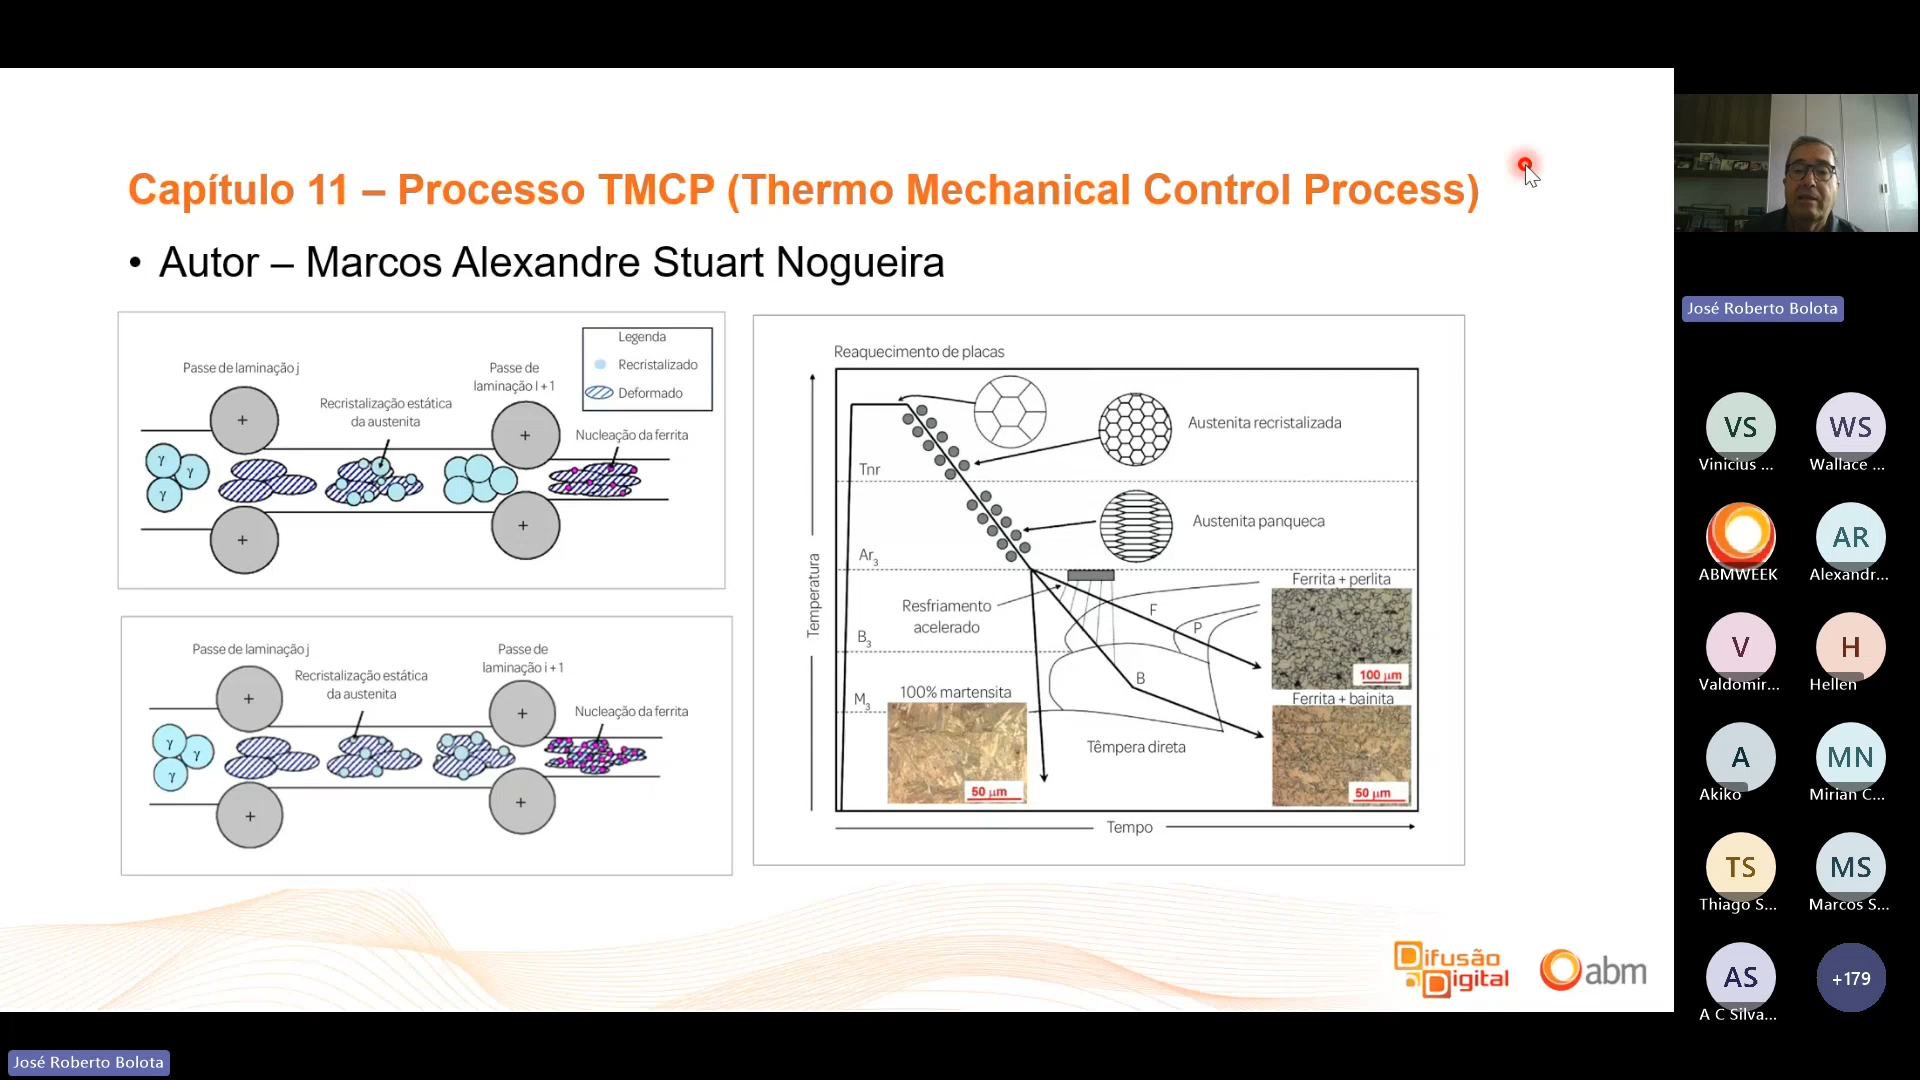 Capítulo 11 – Processo TMCP (Thermo Mechanical Control Process)
• Autor – Marcos Alexandre Stuart Nogueira
Legenda
Recristalizado
Deformado
Passe de laminação j
Passe de
laminação I + 1
Recristalização estática
da austenita
Nucleação da ferrita
+
+
γ
γ
γ
+
+
Passe de laminação j
Passe de
laminação i + 1
Recristalização estática
da austenita
Nucleação da ferrita
+
+
γ
γ
γ
+
+
Reaquecimento de placas
Austenita recristalizada
Tnr
Austenita panqueca
Ar3
Temperatura
Resfriamento
acelerado
Ferrita + perlita
F
P
B3
100 μm
B
M3
100% martensita
Ferrita + bainita
Têmpera direta
50 μm
50 μm
Tempo
Difusão
Digital
abm
José Roberto Bolota
VS
Vinicius ...
WS
Wallace ...
ABMWEEK
AR
Alexandr...
V
Valdomir...
H
Hellen
A
Akiko
MN
Mirian C...
TS
Thiago S...
MS
Marcos S...
AS
A C Silva...
+179
José Roberto Bolota